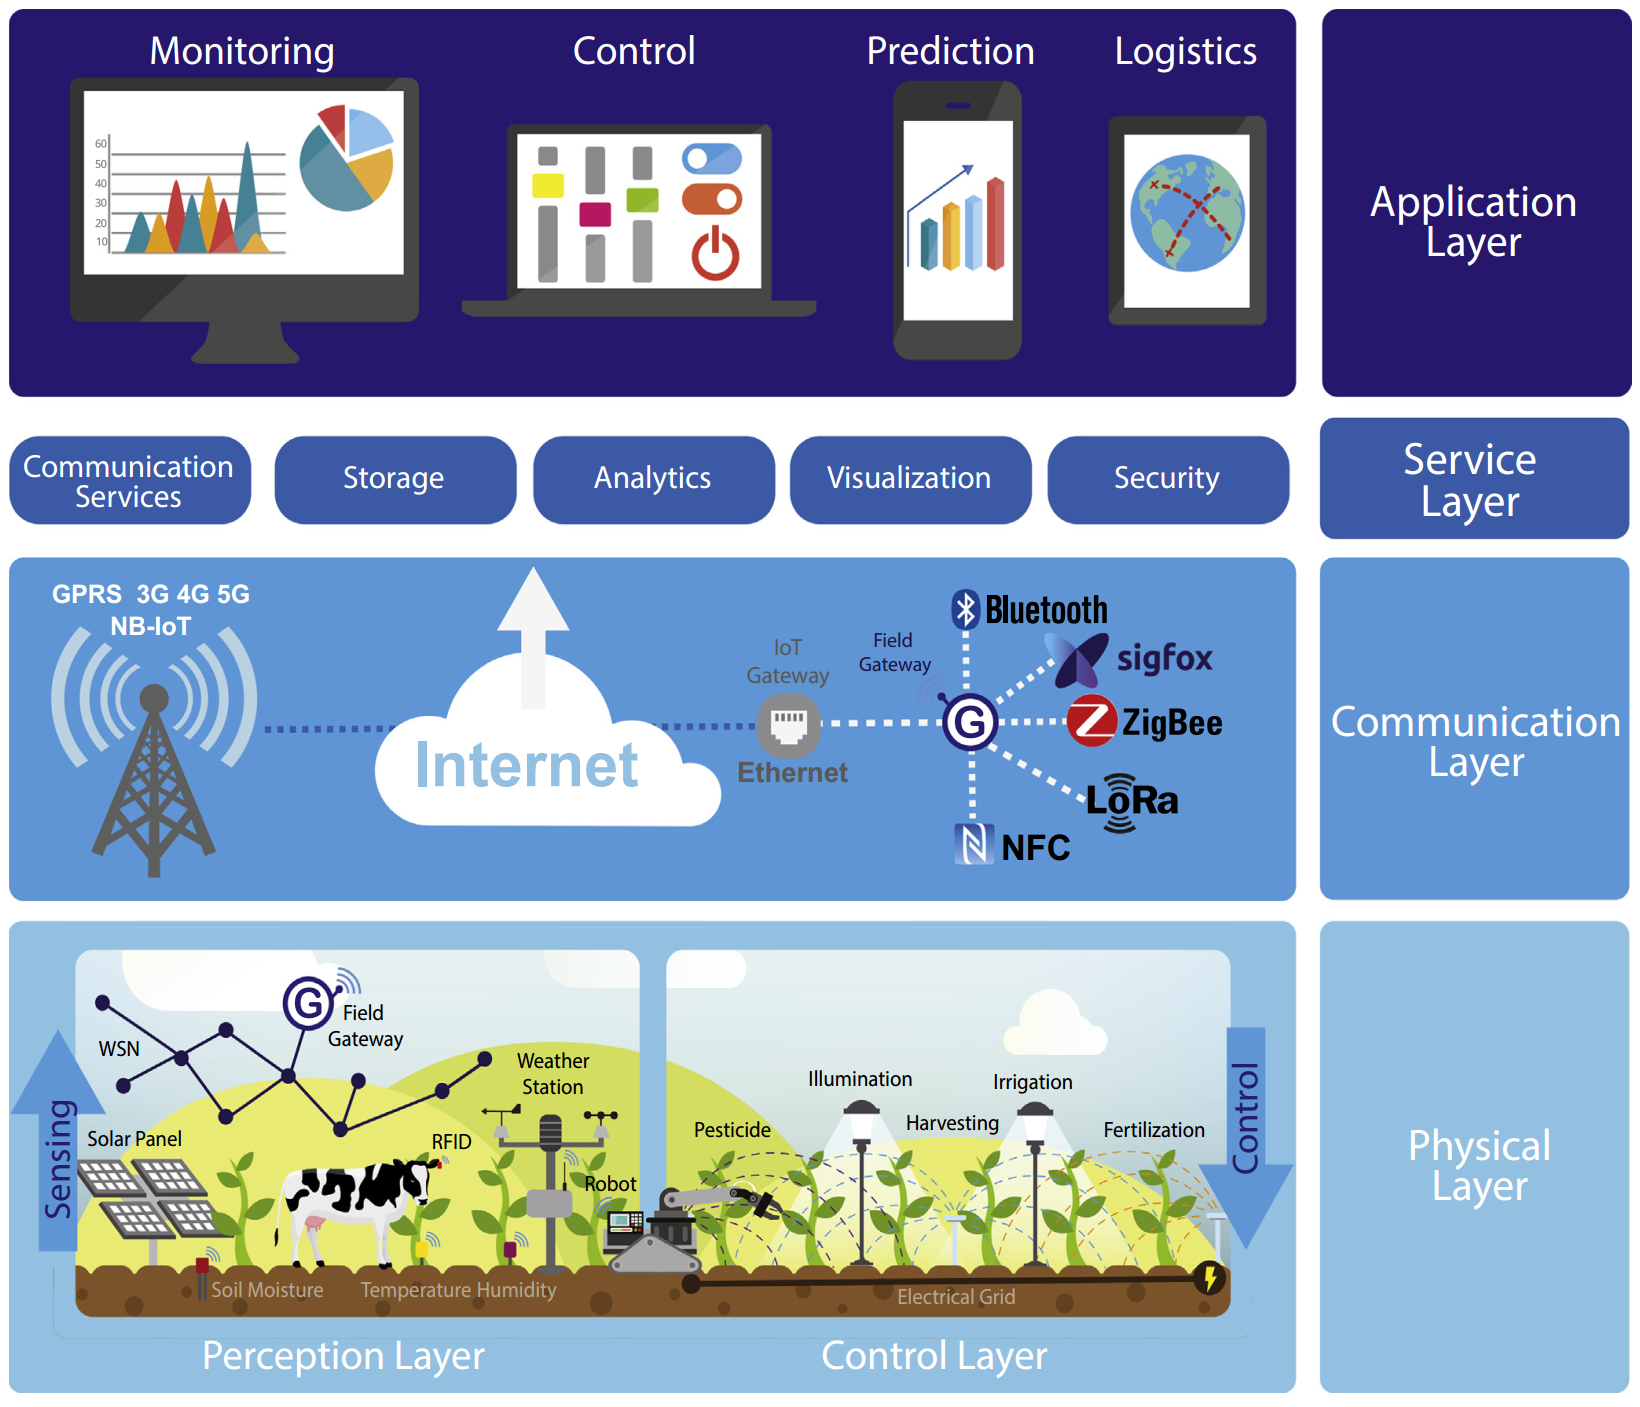 Monitoring
Control
Prediction
Logistics
60
50
40
30
20
10
Application
Layer
Communication
Services
Storage
Analytics
Visualization
Security
Service
Layer
GPRS 3G 4G 5G
NB-IoT
Internet
IoT
Gateway
Ethernet
Field
Gateway
G
Bluetooth
sigfox
ZigBee
LoRa
NFC
Communication
Layer
Sensing
WSN
G
Field
Gateway
Weather
Station
Solar Panel
RFID
Robot
Soil Moisture
Temperature Humidity
Perception Layer
Illumination
Irrigation
Pesticide
Harvesting
Fertilization
Electrical Grid
Control
Control Layer
Physical
Layer